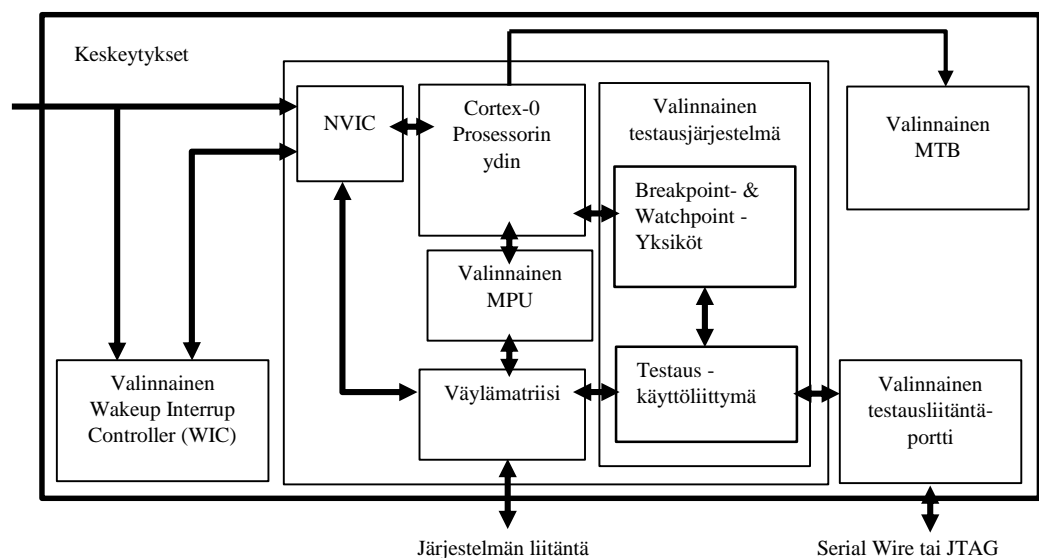 Keskeytykset
NVIC
Cortex-0
Prosessorin
ydin
Valinnainen
testausjärjestelmä
Valinnainen
MTB
Breakpoint- &
Watchpoint -
Yksiköt
Valinnainen
MPU
Valinnainen
Wakeup Interrup
Controller (WIC)
Väylämatriisi
Testaus -
käyttöliittymä
Valinnainen
testausliitäntä-
portti
Järjestelmän liitäntä
Serial Wire tai JTAG